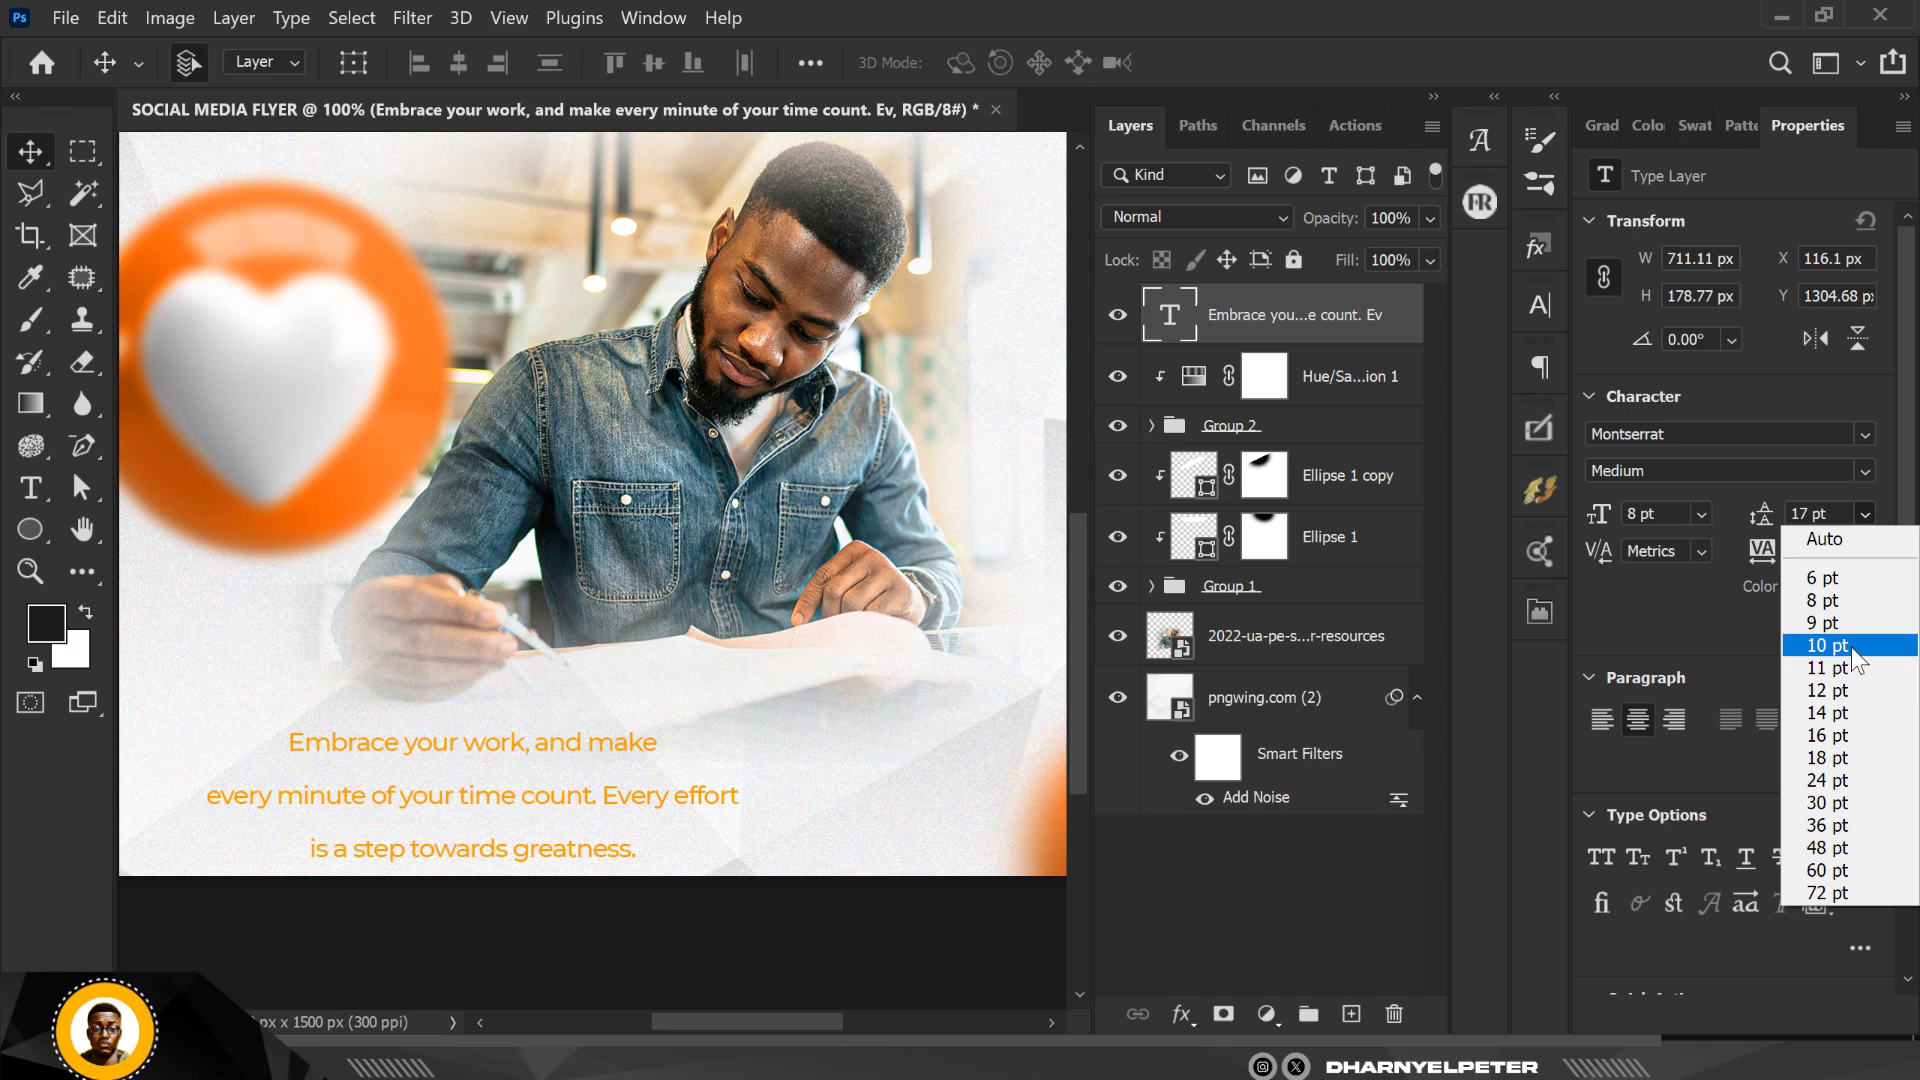 Ps File Edit Image Layer Type Select Filter 3D View Plugins Window Help
Layer 3D Mode:
SOCIAL MEDIA FLYER @ 100% (Embrace your work, and make every minute of your time count. Ev, RGB/8#) *
Layers Paths Channels Actions
Grad Colo Swat Patte Properties
Kind
T Type Layer
Normal Opacity: 100%
Transform
Lock: Fill: 100%
W 711.11 px X 116.1 px
H 178.77 px Y 1304.68 p
0.00°
Embrace you...e count. Ev
Hue/Sa...ion 1
Group 2
Ellipse 1 copy
Ellipse 1
Group 1
2022-ua-pe-s...r-resources
pngwing.com (2)
Smart Filters
Add Noise
FR
fx
Character
Montserrat
Medium
8 pt 17 pt
Metrics
Color
Auto
6 pt
8 pt
9 pt
10 pt
11 pt
12 pt
14 pt
16 pt
18 pt
24 pt
30 pt
36 pt
48 pt
60 pt
72 pt
Paragraph
Type Options
Embrace your work, and make
every minute of your time count. Every effort
is a step towards greatness.
px x 1500 px (300 ppi)
fx
DHARNYELPETER